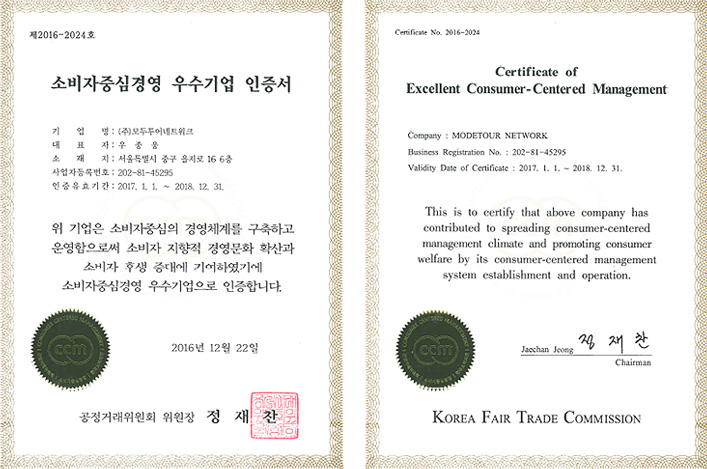 제2016-2024호
소비자중심경영 우수기업 인증서
기 업 명 : (주)모두투어네트워크
대 표 자 : 우 종 웅
소 재 지 : 서울특별시 중구 을지로 16 6층
사업자등록번호 : 202-81-45295
인증유효기간 : 2017. 1. 1. ~ 2018. 12. 31.
위 기업은 소비자중심의 경영체계를 구축하고
운영함으로써 소비자 지향적 경영문화 확산과
소비자 후생 증대에 기여하였기에
소비자중심경영 우수기업으로 인증합니다.
2016년 12월 22일
ccm
공정거래위원회 위원장 정 재 찬
Certificate No. 2016-2024
Certificate of
Excellent Consumer-Centered Management
Company : MODETOUR NETWORK
Business Registration No. : 202-81-45295
Validity Date of Certificate : 2017. 1. 1. ~ 2018. 12. 31.
This is to certify that above company has
contributed to spreading consumer-centered
management climate and promoting consumer
welfare by its consumer-centered management
system establishment and operation.
ccm
Jaechan Jeong 정 재 찬
Chairman
KOREA FAIR TRADE COMMISSION